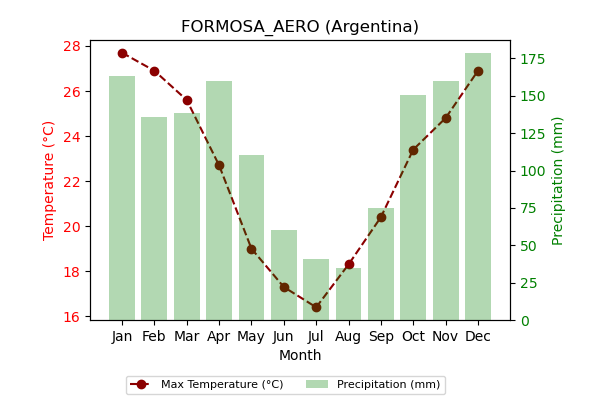 FORMOSA_AERO (Argentina)
28
26
24
22
20
18
16
Temperature (°C)
175
150
125
100
75
50
25
0
Precipitation (mm)
Jan Feb Mar Apr May Jun Jul Aug Sep Oct Nov Dec
Month
Max Temperature (°C) Precipitation (mm)